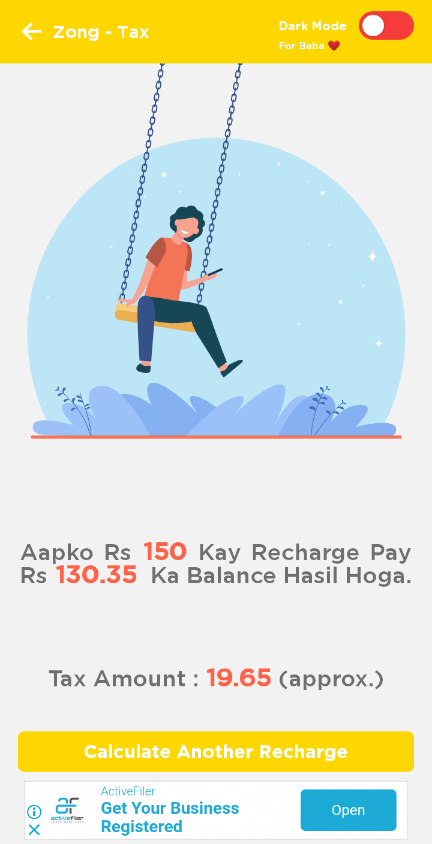 Zong - Tax
Dark Mode
For Baba ❤️
Aapko Rs 150 Kay Recharge Pay
Rs 130.35 Ka Balance Hasil Hoga.
Tax Amount : 19.65 (approx.)
Calculate Another Recharge
ActiveFiler
Get Your Business
Registered
Open
activefiler